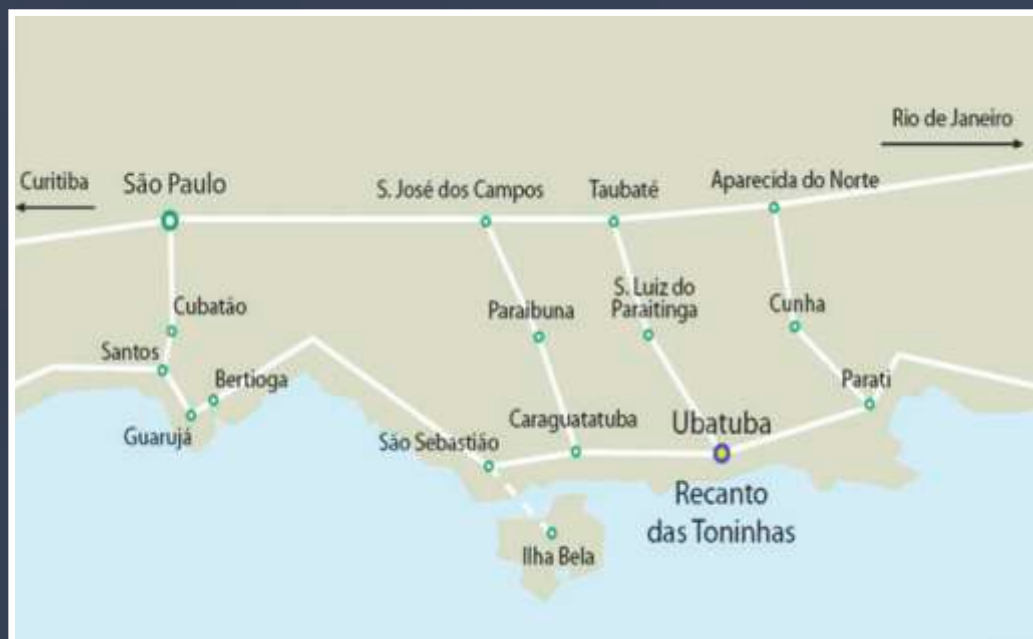 Rio de Janeiro
Curitiba
São Paulo
S. José dos Campos
Taubaté
Aparecida do Norte
Cubatão
Paraibuna
S. Luiz do
Paraitinga
Cunha
Santos
Bertioga
Parati
Guarujá
São Sebastião
Caraguatatuba
Ubatuba
Recanto
das Toninhas
Ilha Bela